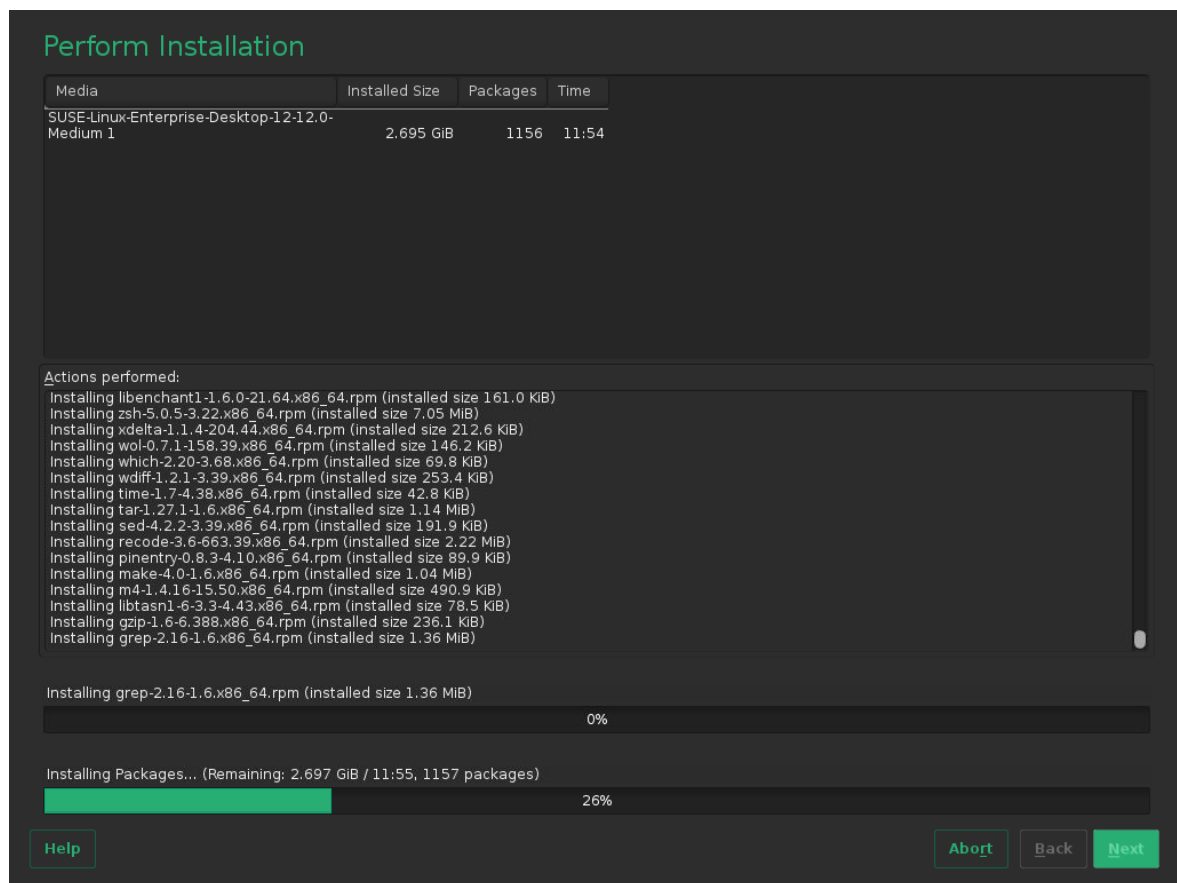 Perform Installation
Media Installed Size Packages Time
SUSE-Linux-Enterprise-Desktop-12-12.0-
Medium 1 2.695 GiB 1156 11:54
Actions performed:
Installing libenchant1-1.6.0-21.64.x86_64.rpm (installed size 161.0 KiB)
Installing zsh-5.0.5-3.22.x86_64.rpm (installed size 7.05 MiB)
Installing xdelta-1.1.4-204.44.x86_64.rpm (installed size 212.6 KiB)
Installing wol-0.7.1-158.39.x86_64.rpm (installed size 146.2 KiB)
Installing which-2.20-3.68.x86_64.rpm (installed size 69.8 KiB)
Installing wdiff-1.2.1-3.39.x86_64.rpm (installed size 253.4 KiB)
Installing time-1.7-4.38.x86_64.rpm (installed size 42.8 KiB)
Installing tar-1.27.1-1.6.x86_64.rpm (installed size 1.14 MiB)
Installing sed-4.2.2-3.39.x86_64.rpm (installed size 191.9 KiB)
Installing recode-3.6-663.39.x86_64.rpm (installed size 2.22 MiB)
Installing pinentry-0.8.3-4.10.x86_64.rpm (installed size 89.9 KiB)
Installing make-4.0-1.6.x86_64.rpm (installed size 1.04 MiB)
Installing m4-1.4.16-15.50.x86_64.rpm (installed size 490.9 KiB)
Installing libtasn1-6-3.3-4.43.x86_64.rpm (installed size 78.5 KiB)
Installing gzip-1.6-6.388.x86_64.rpm (installed size 236.1 KiB)
Installing grep-2.16-1.6.x86_64.rpm (installed size 1.36 MiB)
Installing grep-2.16-1.6.x86_64.rpm (installed size 1.36 MiB)
0%
Installing Packages... (Remaining: 2.697 GiB / 11:55, 1157 packages)
26%
Help Abort Back Next